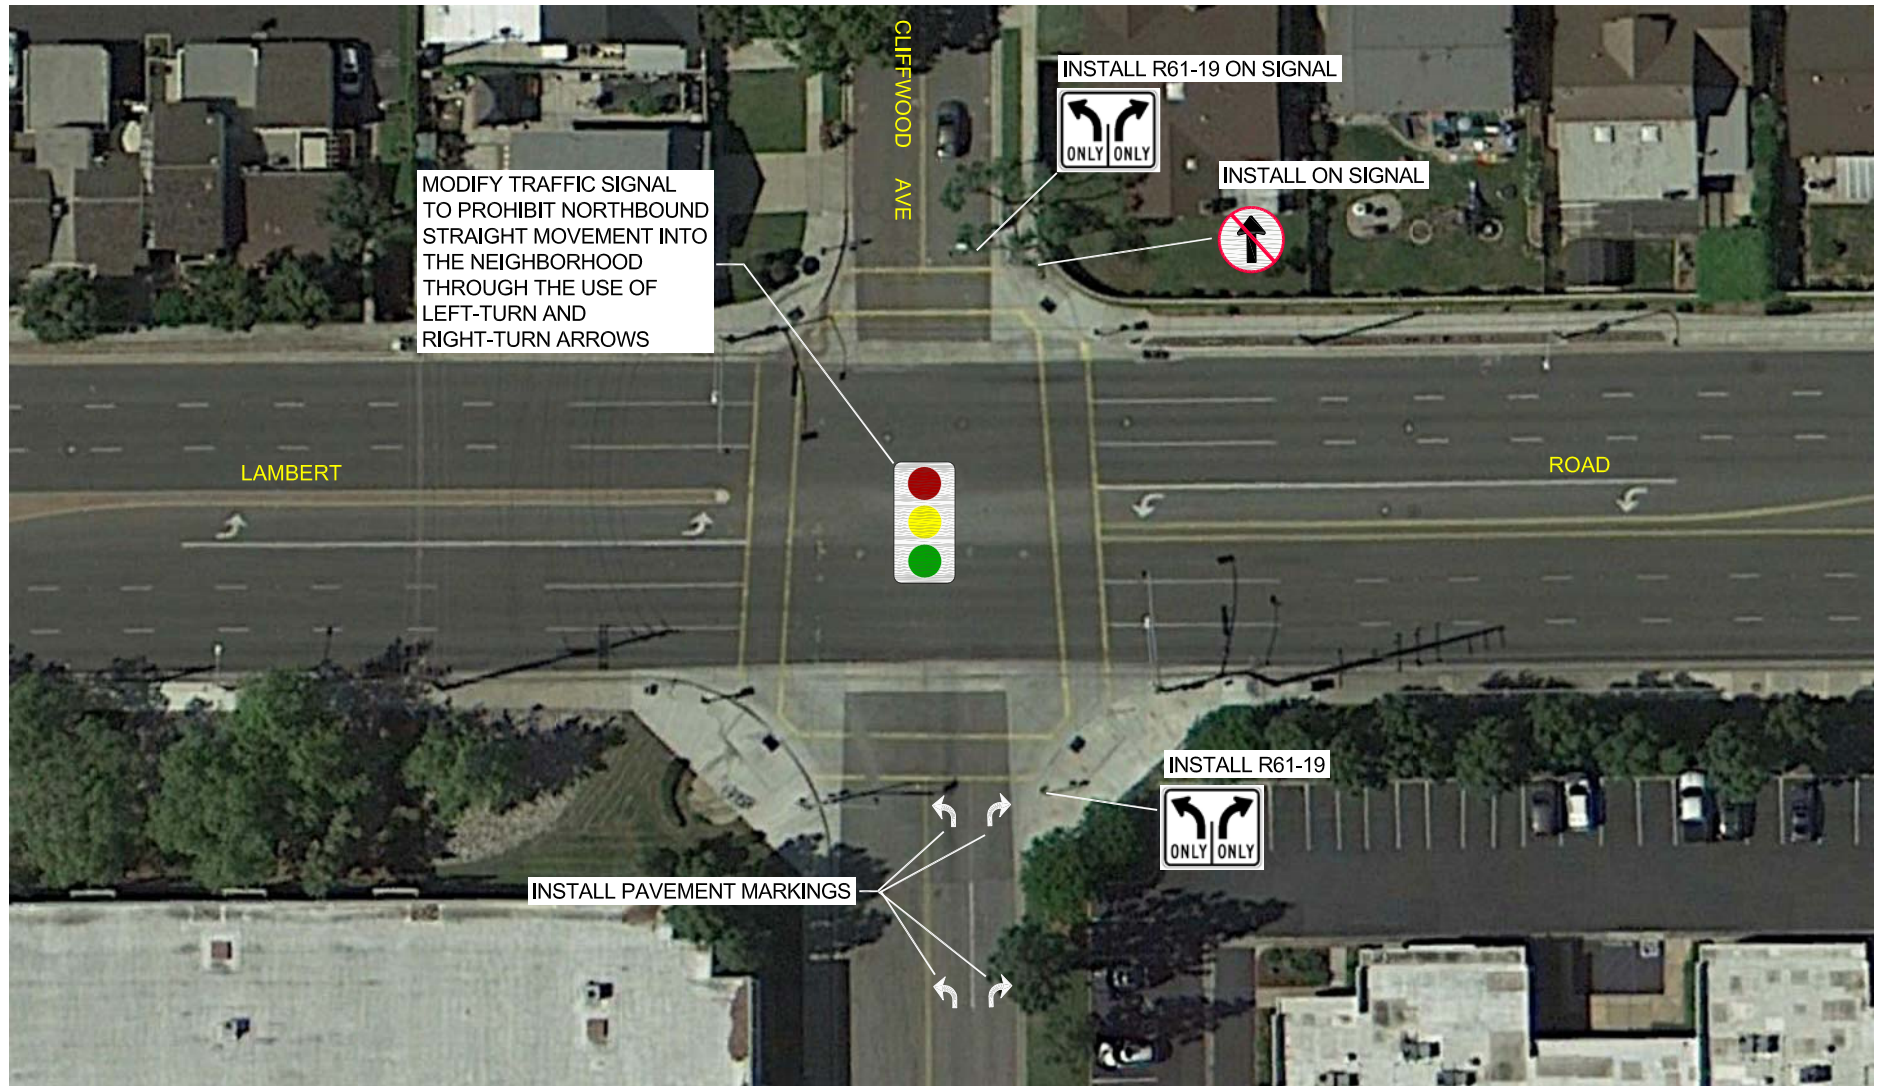 CLIFFWOOD AVE
INSTALL R61-19 ON SIGNAL
ONLY ONLY
INSTALL ON SIGNAL
MODIFY TRAFFIC SIGNAL
TO PROHIBIT NORTHBOUND
STRAIGHT MOVEMENT INTO
THE NEIGHBORHOOD
THROUGH THE USE OF
LEFT-TURN AND
RIGHT-TURN ARROWS
LAMBERT
ROAD
INSTALL R61-19
ONLY ONLY
INSTALL PAVEMENT MARKINGS